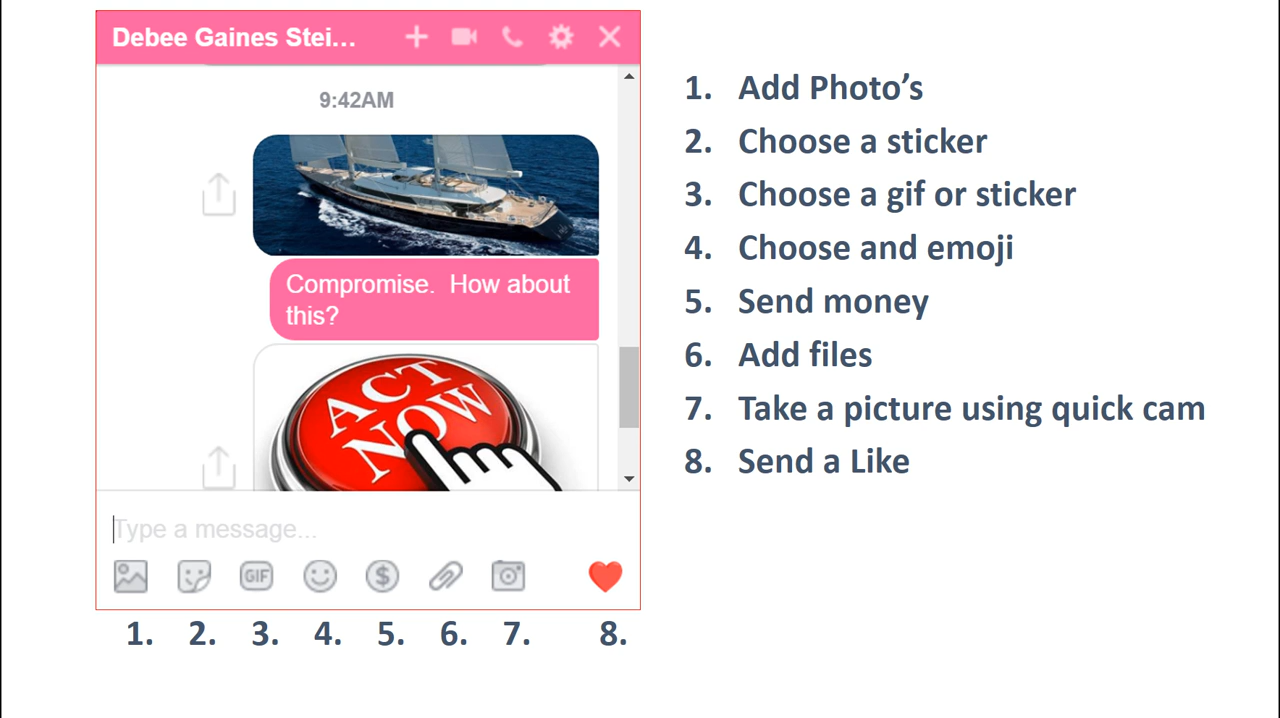 Debee Gaines Stei...
9:42AM
Compromise.  How about
this?
ACT
NOW
Type a message...
GIF
$
1. 2. 3. 4. 5. 6. 7. 8.
1. Add Photo’s
2. Choose a sticker
3. Choose a gif or sticker
4. Choose and emoji
5. Send money
6. Add files
7. Take a picture using quick cam
8. Send a Like